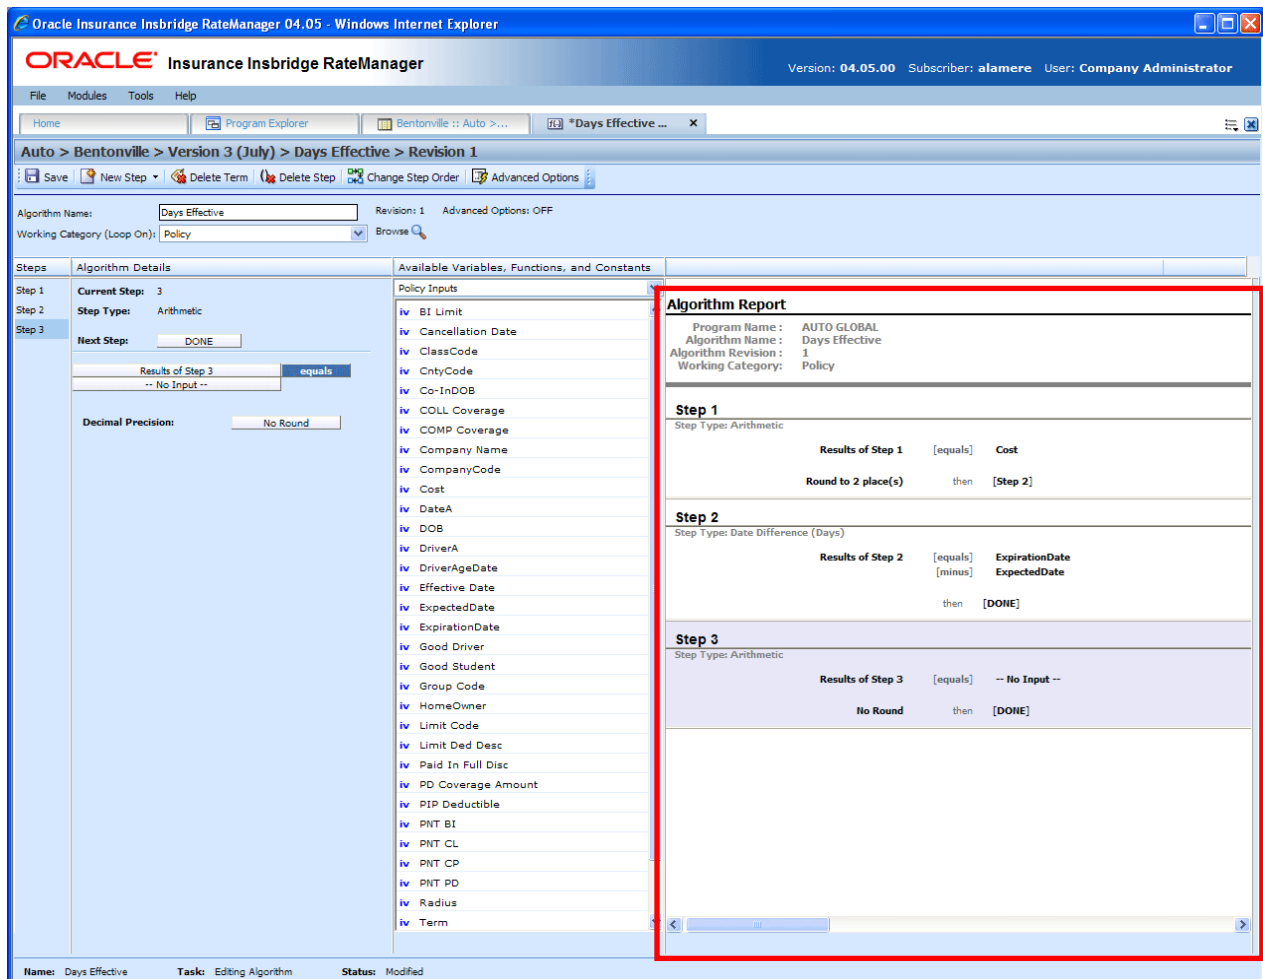 Oracle Insurance Insbridge RateManager 04.05 - Windows Internet Explorer
ORACLE Insurance Insbridge RateManager
Version: 04.05.00 Subscriber: alamere User: Company Administrator
File Modules Tools Help
Home Program Explorer Bentonville :: Auto >... *Days Effective ... x
Auto > Bentonville > Version 3 (July) > Days Effective > Revision 1
Save New Step Delete Term Delete Step Change Step Order Advanced Options
Algorithm Name: Days Effective Revision: 1 Advanced Options: OFF
Working Category (Loop On): Policy Browse
Steps Algorithm Details Available Variables, Functions, and Constants
Step 1
Step 2
Step 3
Current Step: 3
Step Type: Arithmetic
Next Step: DONE
Results of Step 3 equals
-- No Input --
Decimal Precision: No Round
Policy Inputs
iv BI Limit
iv Cancellation Date
iv ClassCode
iv CntyCode
iv Co-InDOB
iv COLL Coverage
iv COMP Coverage
iv Company Name
iv CompanyCode
iv Cost
iv DateA
iv DOB
iv DriverA
iv DriverAgeDate
iv Effective Date
iv ExpectedDate
iv ExpirationDate
iv Good Driver
iv Good Student
iv Group Code
iv HomeOwner
iv Limit Code
iv Limit Ded Desc
iv Paid In Full Disc
iv PD Coverage Amount
iv PIP Deductible
iv PNT BI
iv PNT CL
iv PNT CP
iv PNT PD
iv Radius
iv Term
Algorithm Report
Program Name : AUTO GLOBAL
Algorithm Name : Days Effective
Algorithm Revision : 1
Working Category: Policy
Step 1
Step Type: Arithmetic
Results of Step 1 [equals] Cost
Round to 2 place(s) then [Step 2]
Step 2
Step Type: Date Difference (Days)
Results of Step 2 [equals] ExpirationDate
[minus] ExpectedDate
then [DONE]
Step 3
Step Type: Arithmetic
Results of Step 3 [equals] -- No Input --
No Round then [DONE]
Name: Days Effective Task: Editing Algorithm Status: Modified